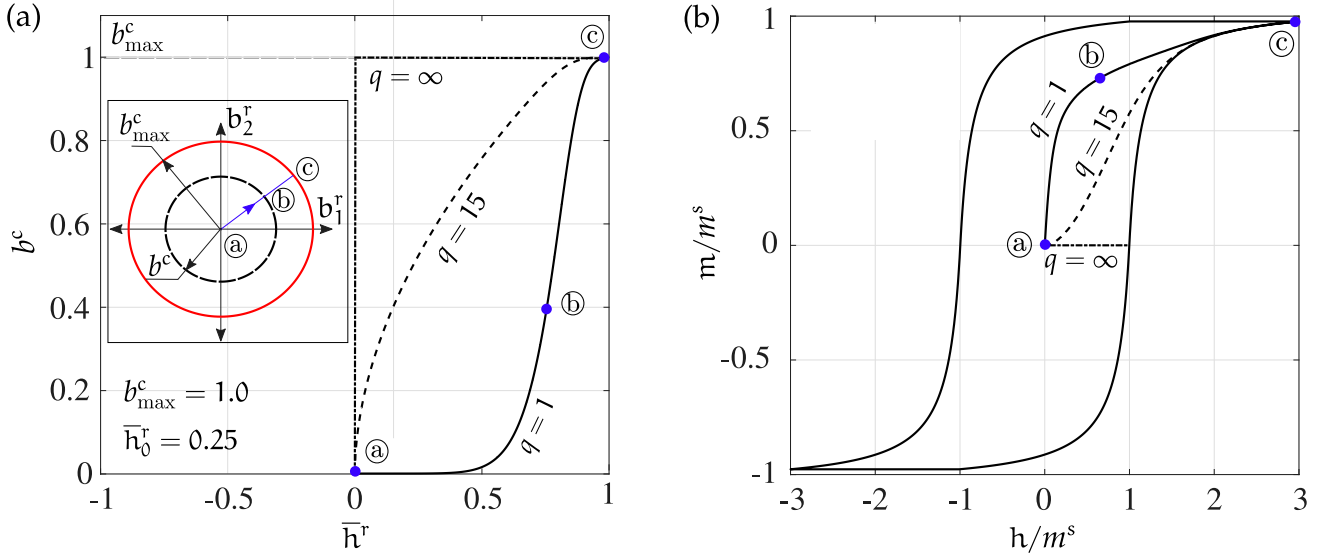 (a)
b^c_max
1
0.8
0.6
0.4
0.2
0
b^c
-1
-0.5
0
0.5
1
h̅^r
q = ∞
q = 15
q = 1
ⓐ
ⓑ
ⓒ
b^c_max
b^r_2
b^r_1
b^c
ⓐ
ⓑ
ⓒ
b^c_max = 1.0
h̅^r_0 = 0.25
(b)
1
0.5
0
-0.5
-1
m/m^s
-3
-2
-1
0
1
2
3
h/m^s
q = 1
q = 15
q = ∞
ⓐ
ⓑ
ⓒ